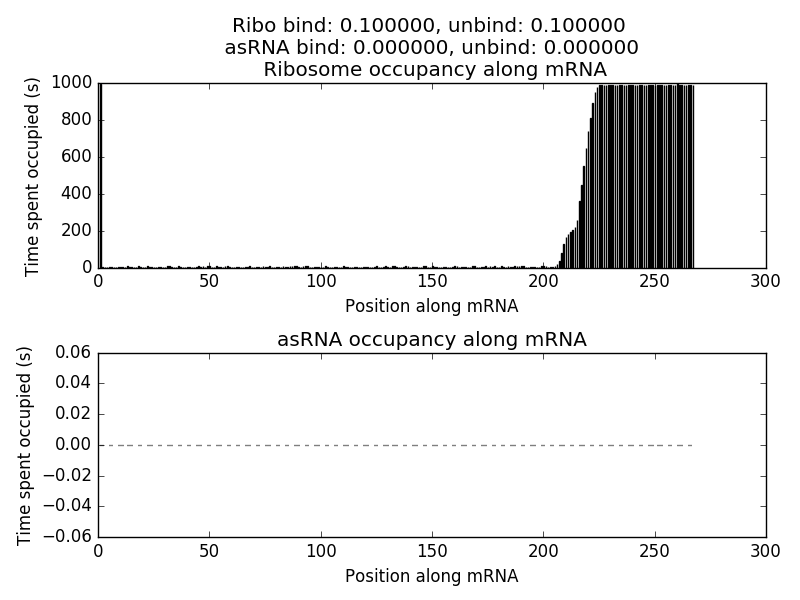 Ribo bind: 0.100000, unbind: 0.100000
asRNA bind: 0.000000, unbind: 0.000000
Ribosome occupancy along mRNA
Time spent occupied (s)
1000
800
600
400
200
0
0 50 100 150 200 250 300
Position along mRNA
asRNA occupancy along mRNA
Time spent occupied (s)
0.06
0.04
0.02
0.00
−0.02
−0.04
−0.06
0 50 100 150 200 250 300
Position along mRNA